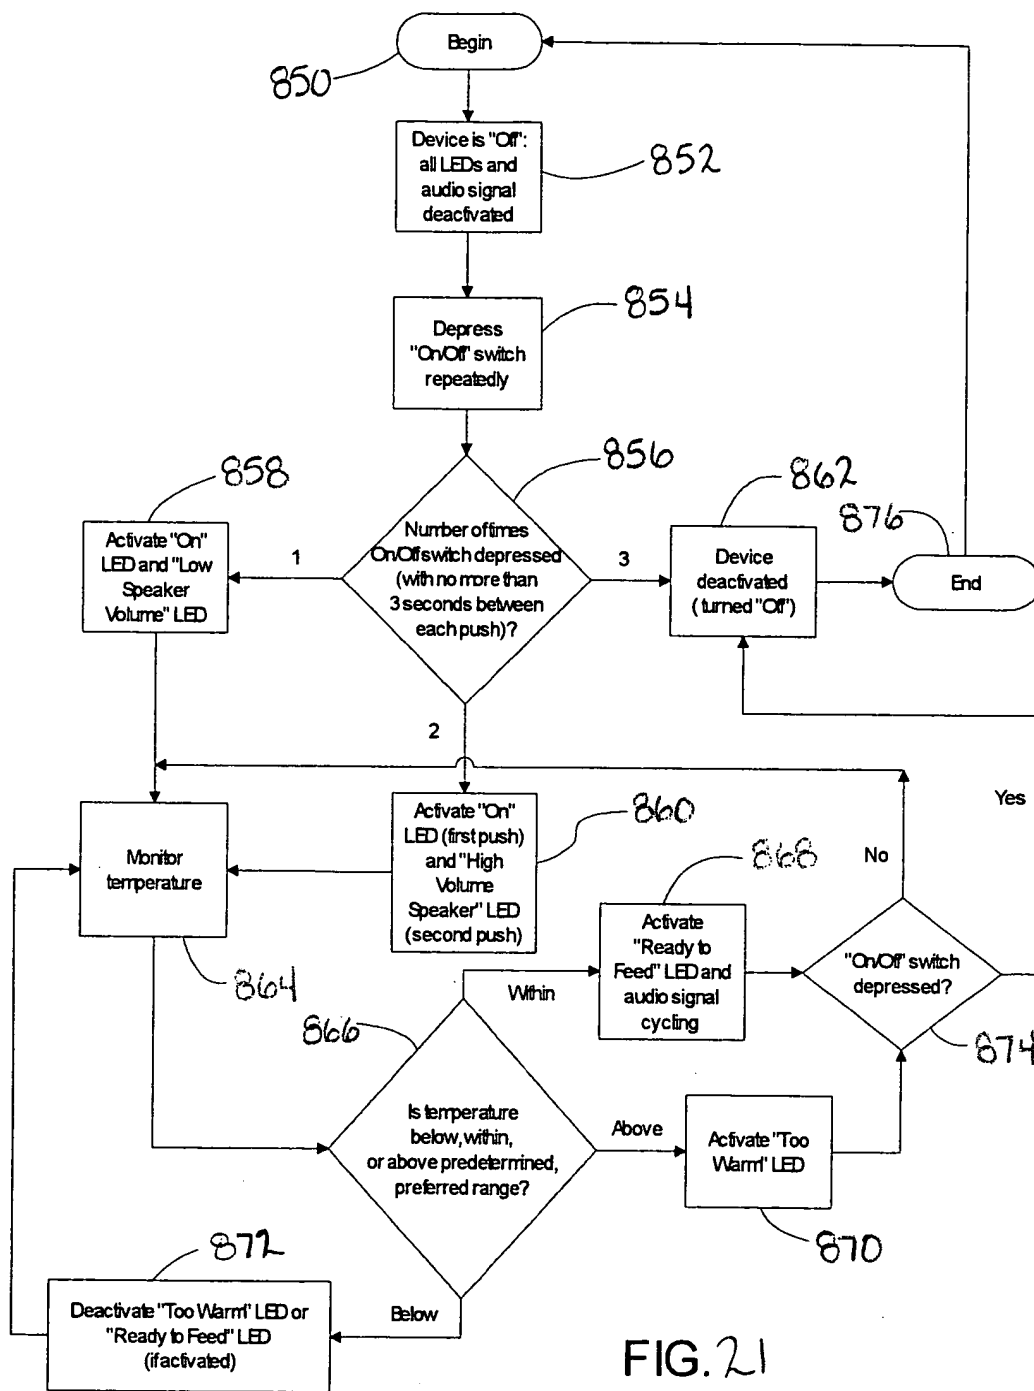 Begin
850
Device is "Off":
all LEDs and
audio signal
deactivated
852
854
Depress
"On/Off" switch
repeatedly
856
858
862
876
Number of times
On/Off switch depressed
(with no more than
3 seconds between
each push)?
Activate "On"
LED and "Low
Speaker
Volume" LED
1
3
Device
deactivated
(turned "Off")
End
2
Yes
Monitor
temperature
Activate "On"
LED (first push)
and "High
Volume
Speaker" LED
(second push)
860
868
No
864
Within
Activate
"Ready to
Feed" LED and
audio signal
cycling
"On/Off" switch
depressed?
866
874
Is temperature
below, within,
or above predetermined,
preferred range?
Above
Activate "Too
Warm" LED
870
872
Deactivate "Too Warm" LED or
"Ready to Feed" LED
(if activated)
Below
FIG. 21